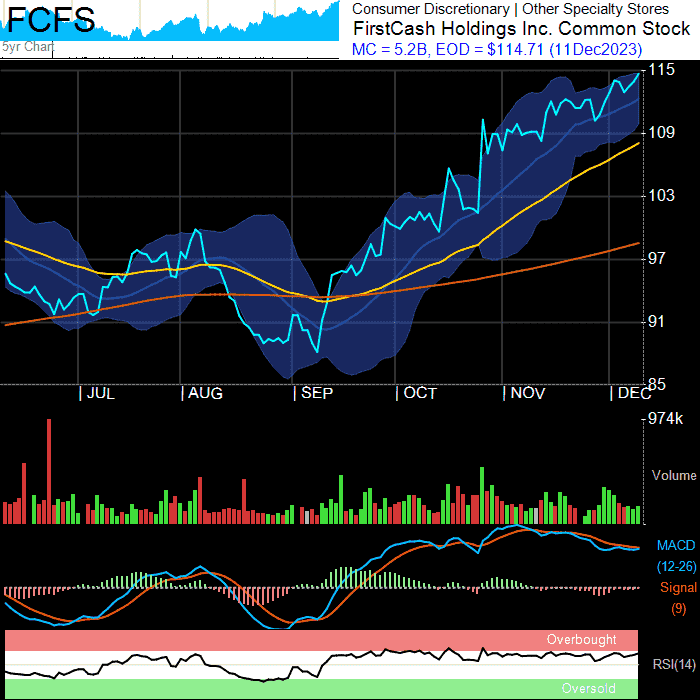 FCFS
5yr Chart
Consumer Discretionary | Other Specialty Stores
FirstCash Holdings Inc. Common Stock
MC = 5.2B, EOD = $114.71 (11Dec2023)
115
109
103
97
91
85
| JUL | AUG | SEP | OCT | NOV | DEC
974k
Volume
MACD
(12-26)
Signal
(9)
Overbought
RSI(14)
Oversold